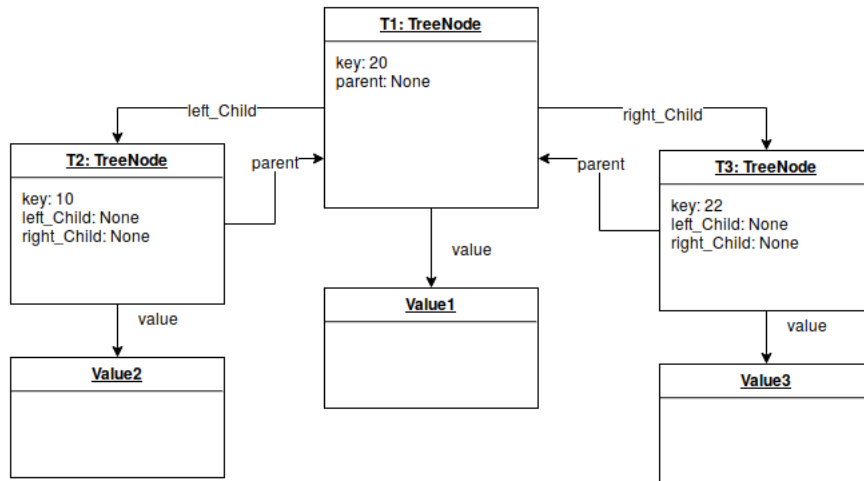 T1: TreeNode
key: 20
parent: None
left_Child
right_Child
T2: TreeNode
key: 10
left_Child: None
right_Child: None
parent
parent
T3: TreeNode
key: 22
left_Child: None
right_Child: None
value
Value1
value
Value2
value
Value3